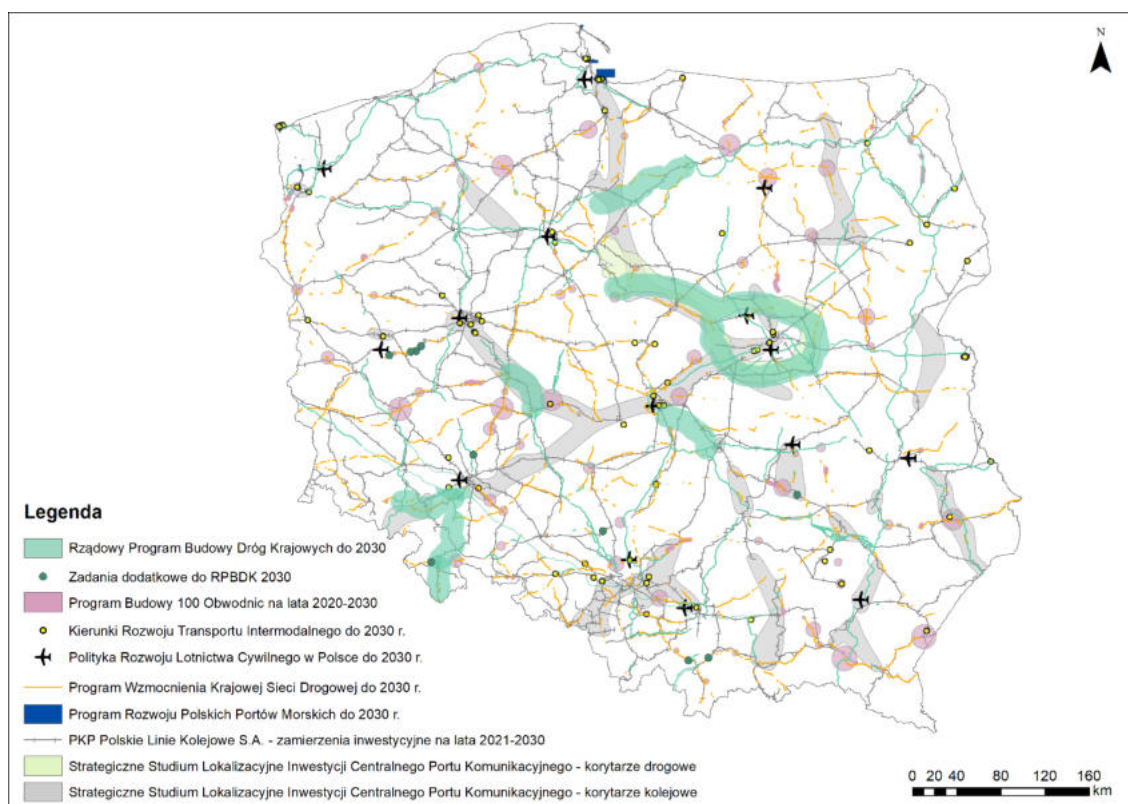 N
Legenda
Rządowy Program Budowy Dróg Krajowych do 2030
Zadania dodatkowe do RPBDK 2030
Program Budowy 100 Obwodnic na lata 2020-2030
Kierunki Rozwoju Transportu Intermodalnego do 2030 r.
Polityka Rozwoju Lotnictwa Cywilnego w Polsce do 2030 r.
Program Wzmocnienia Krajowej Sieci Drogowej do 2030 r.
Program Rozwoju Polskich Portów Morskich do 2030 r.
PKP Polskie Linie Kolejowe S.A. - zamierzenia inwestycyjne na lata 2021-2030
Strategiczne Studium Lokalizacyjne Inwestycji Centralnego Portu Komunikacyjnego - korytarze drogowe
Strategiczne Studium Lokalizacyjne Inwestycji Centralnego Portu Komunikacyjnego - korytarze kolejowe
0 20 40 80 120 160
km